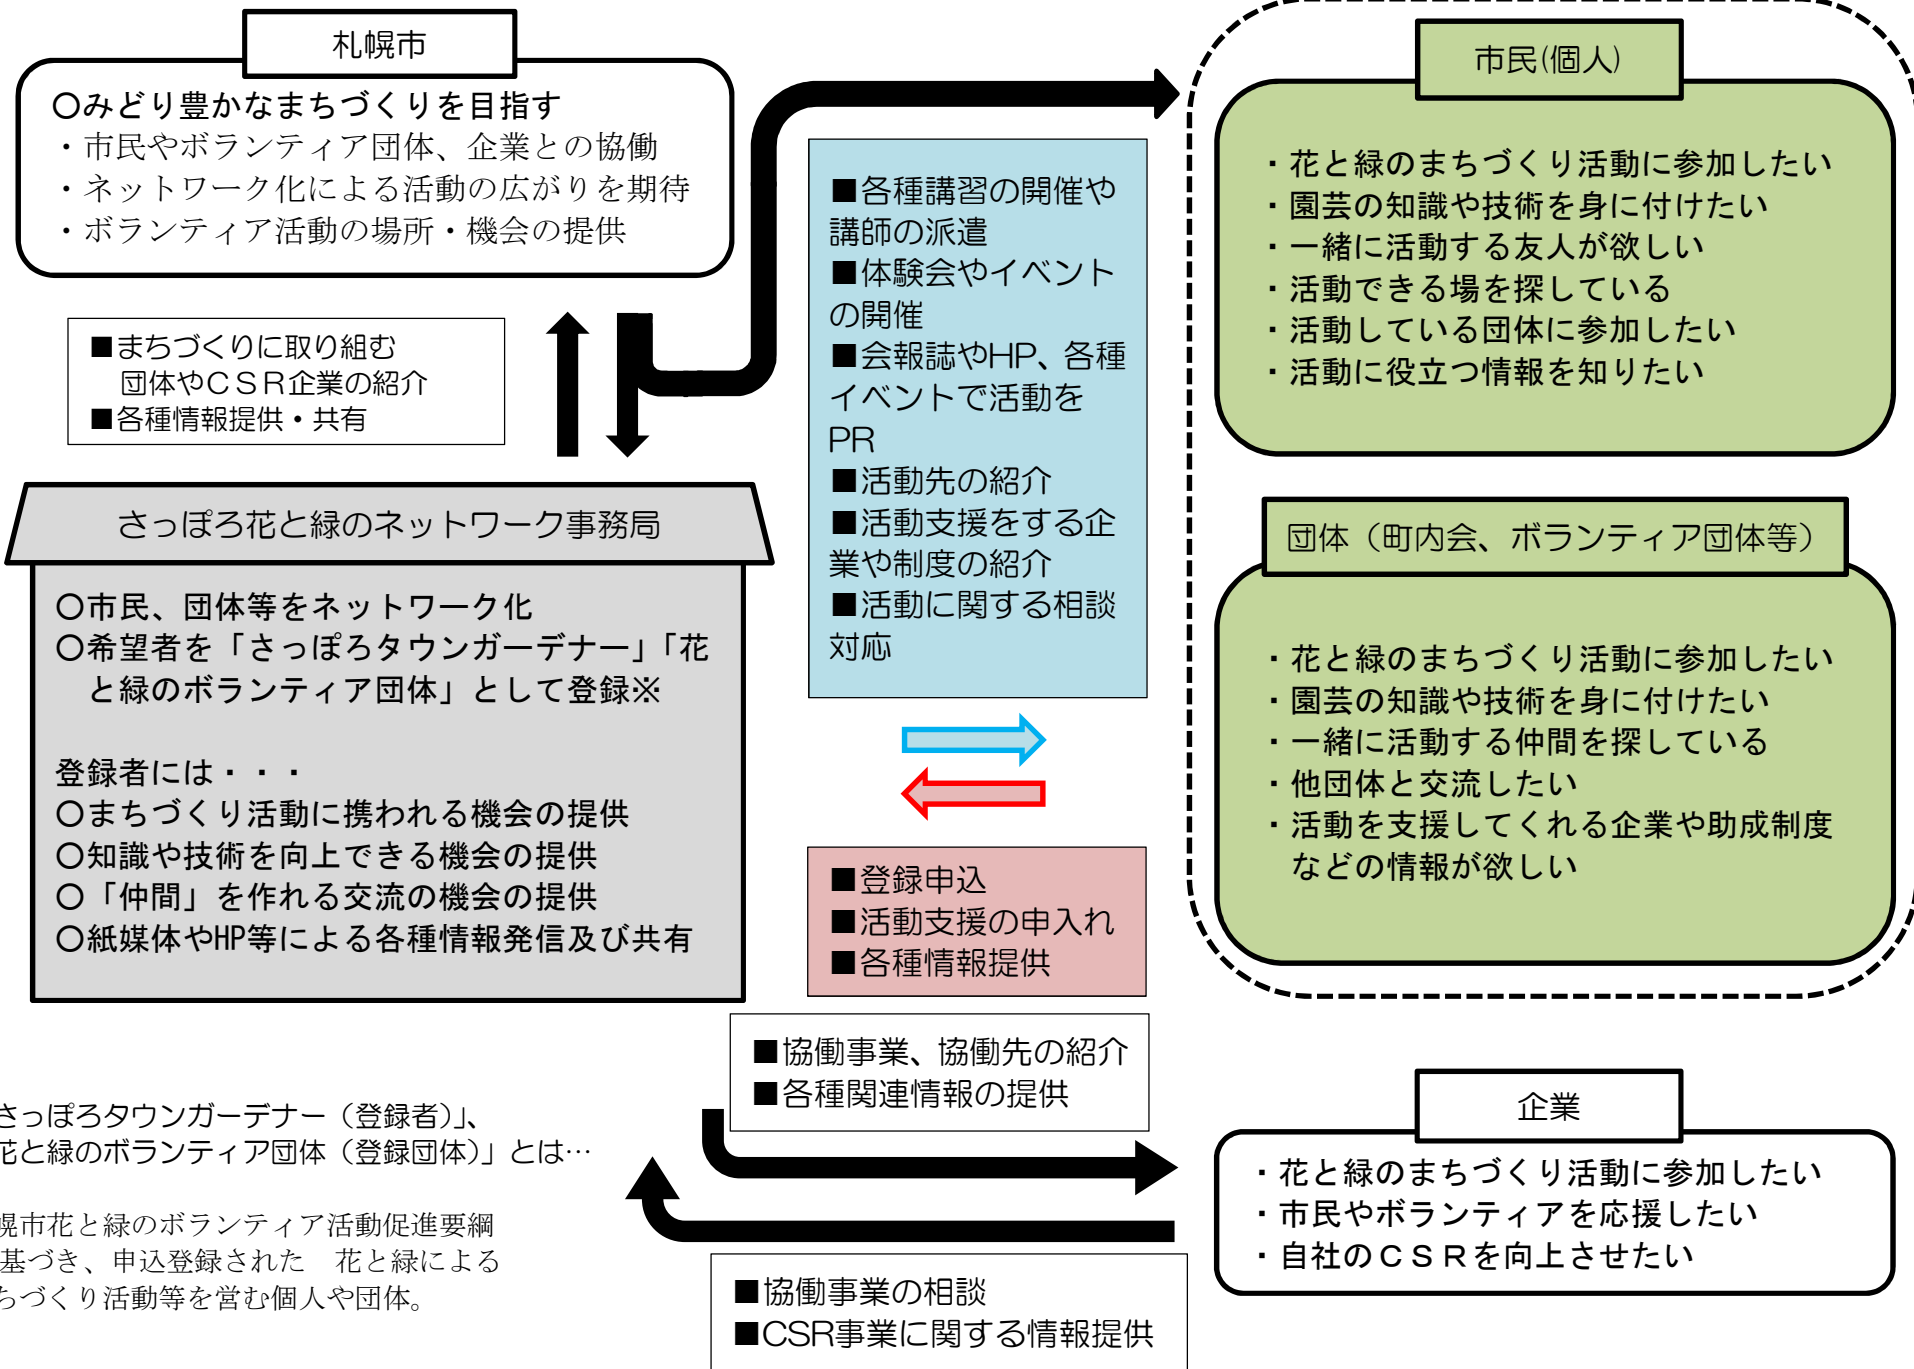 札幌市
〇みどり豊かなまちづくりを目指す
・市民やボランティア団体、企業との協働
・ネットワーク化による活動の広がりを期待
・ボランティア活動の場所・機会の提供
■まちづくりに取り組む
団体やCSR企業の紹介
■各種情報提供・共有
さっぽろ花と緑のネットワーク事務局
〇市民、団体等をネットワーク化
〇希望者を「さっぽろタウンガーデナー」「花
と緑のボランティア団体」として登録※
登録者には・・・
〇まちづくり活動に携われる機会の提供
〇知識や技術を向上できる機会の提供
〇「仲間」を作れる交流の機会の提供
〇紙媒体やHP等による各種情報発信及び共有
■各種講習の開催や
講師の派遣
■体験会やイベント
の開催
■会報誌やHP、各種
イベントで活動を
PR
■活動先の紹介
■活動支援をする企
業や制度の紹介
■活動に関する相談
対応
■登録申込
■活動支援の申入れ
■各種情報提供
市民(個人)
・花と緑のまちづくり活動に参加したい
・園芸の知識や技術を身に付けたい
・一緒に活動する友人が欲しい
・活動できる場を探している
・活動している団体に参加したい
・活動に役立つ情報を知りたい
団体（町内会、ボランティア団体等）
・花と緑のまちづくり活動に参加したい
・園芸の知識や技術を身に付けたい
・一緒に活動する仲間を探している
・他団体と交流したい
・活動を支援してくれる企業や助成制度
などの情報が欲しい
■協働事業、協働先の紹介
■各種関連情報の提供
企業
・花と緑のまちづくり活動に参加したい
・市民やボランティアを応援したい
・自社のCSRを向上させたい
■協働事業の相談
■CSR事業に関する情報提供
さっぽろタウンガーデナー（登録者）」、
花と緑のボランティア団体（登録団体）」とは…
幌市花と緑のボランティア活動促進要綱
基づき、申込登録された　花と緑による
ちづくり活動等を営む個人や団体。